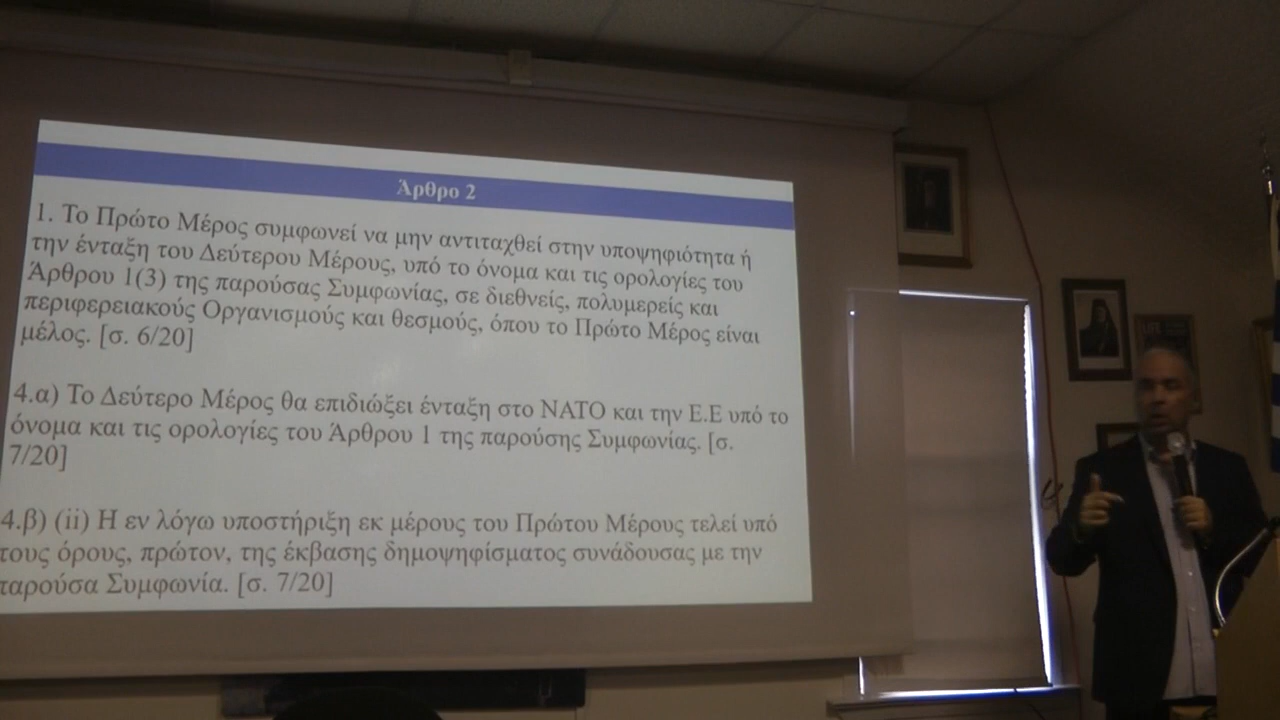 Άρθρο 2
1. Το Πρώτο Μέρος συμφωνεί να μην αντιταχθεί στην υποψηφιότητα ή
την ένταξη του Δεύτερου Μέρους, υπό το όνομα και τις ορολογίες του
Άρθρου 1(3) της παρούσας Συμφωνίας, σε διεθνείς, πολυμερείς και
περιφερειακούς Οργανισμούς και θεσμούς, όπου το Πρώτο Μέρος είναι
μέλος. [σ. 6/20]
4.α) Το Δεύτερο Μέρος θα επιδιώξει ένταξη στο ΝΑΤΟ και την Ε.Ε υπό το
όνομα και τις ορολογίες του Άρθρου 1 της παρούσης Συμφωνίας. [σ.
7/20]
4.β) (ii) Η εν λόγω υποστήριξη εκ μέρους του Πρώτου Μέρους τελεί υπό
τους όρους, πρώτον, της έκβασης δημοψηφίσματος συνάδουσας με την
παρούσα Συμφωνία. [σ. 7/20]
LIFE